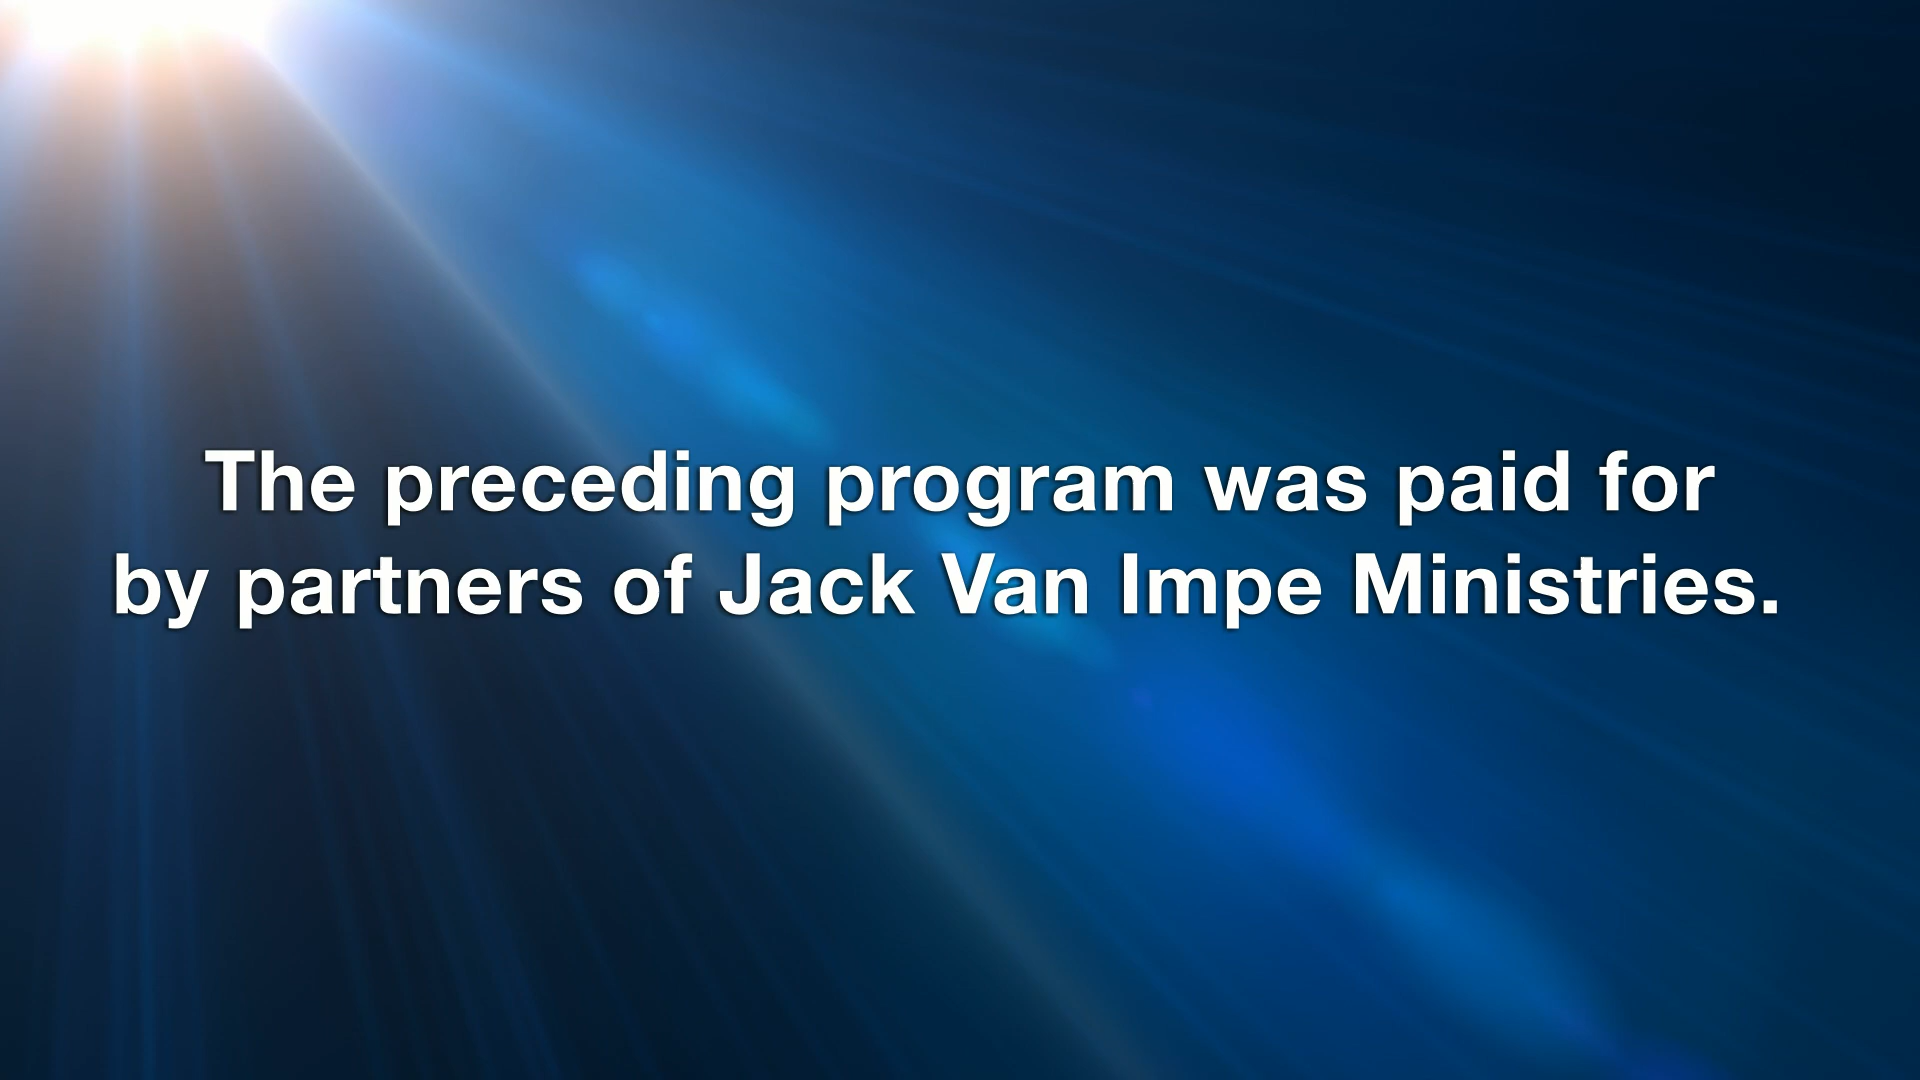 The preceding program was paid for
by partners of Jack Van Impe Ministries.